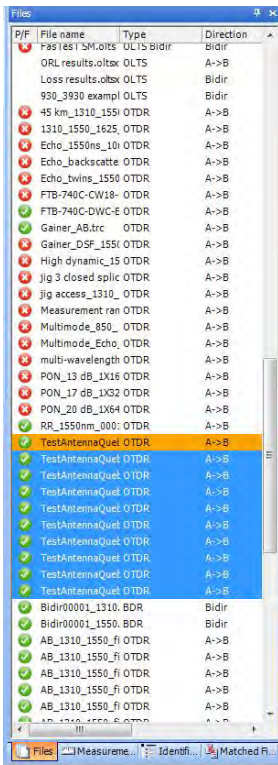 Files
P/F File name Type Direction
FasTesT SM.olts OLTS Bidir Bidir
ORL results.oltsx OLTS A->B
Loss results.oltsx OLTS Bidir
930_3930 exampl OLTS Bidir
45 km_1310_155( OTDR A->B
1310_1550_1625_ OTDR A->B
Echo_1550ns_10( OTDR A->B
Echo_backscatte OTDR A->B
Echo_twins_1550 OTDR A->B
FTB-740C-CW18- OTDR A->B
FTB-740C-DWC-E OTDR A->B
Gainer_AB.trc OTDR A->B
Gainer_DSF_155( OTDR A->B
High dynamic_15 OTDR A->B
jig 3 closed splic OTDR A->B
jig access_1310_ OTDR A->B
Measurement ran OTDR A->B
Multimode_850_ OTDR A->B
Multimode_Echo_ OTDR A->B
multi-wavelength OTDR A->B
PON_13 dB_1X16 OTDR A->B
PON_17 dB_1X32 OTDR A->B
PON_20 dB_1X64 OTDR A->B
RR_1550nm_000: OTDR A->B
TestAntennaQuel OTDR A->B
TestAntennaQuel OTDR A->B
TestAntennaQuel OTDR A->B
TestAntennaQuel OTDR A->B
TestAntennaQuel OTDR A->B
TestAntennaQuel OTDR A->B
TestAntennaQuel OTDR A->B
TestAntennaQuel OTDR A->B
TestAntennaQuel OTDR A->B
Bidir00001_1310. BDR Bidir
Bidir00001_1550. BDR Bidir
AB_1310_1550_fi OTDR A->B
AB_1310_1550_fi OTDR A->B
AB_1310_1550_fi OTDR A->B
AB_1310_1550_fi OTDR A->B
AB_1310_1550_fi OTDR A->B
Files Measureme... Identifi... Matched Fi...